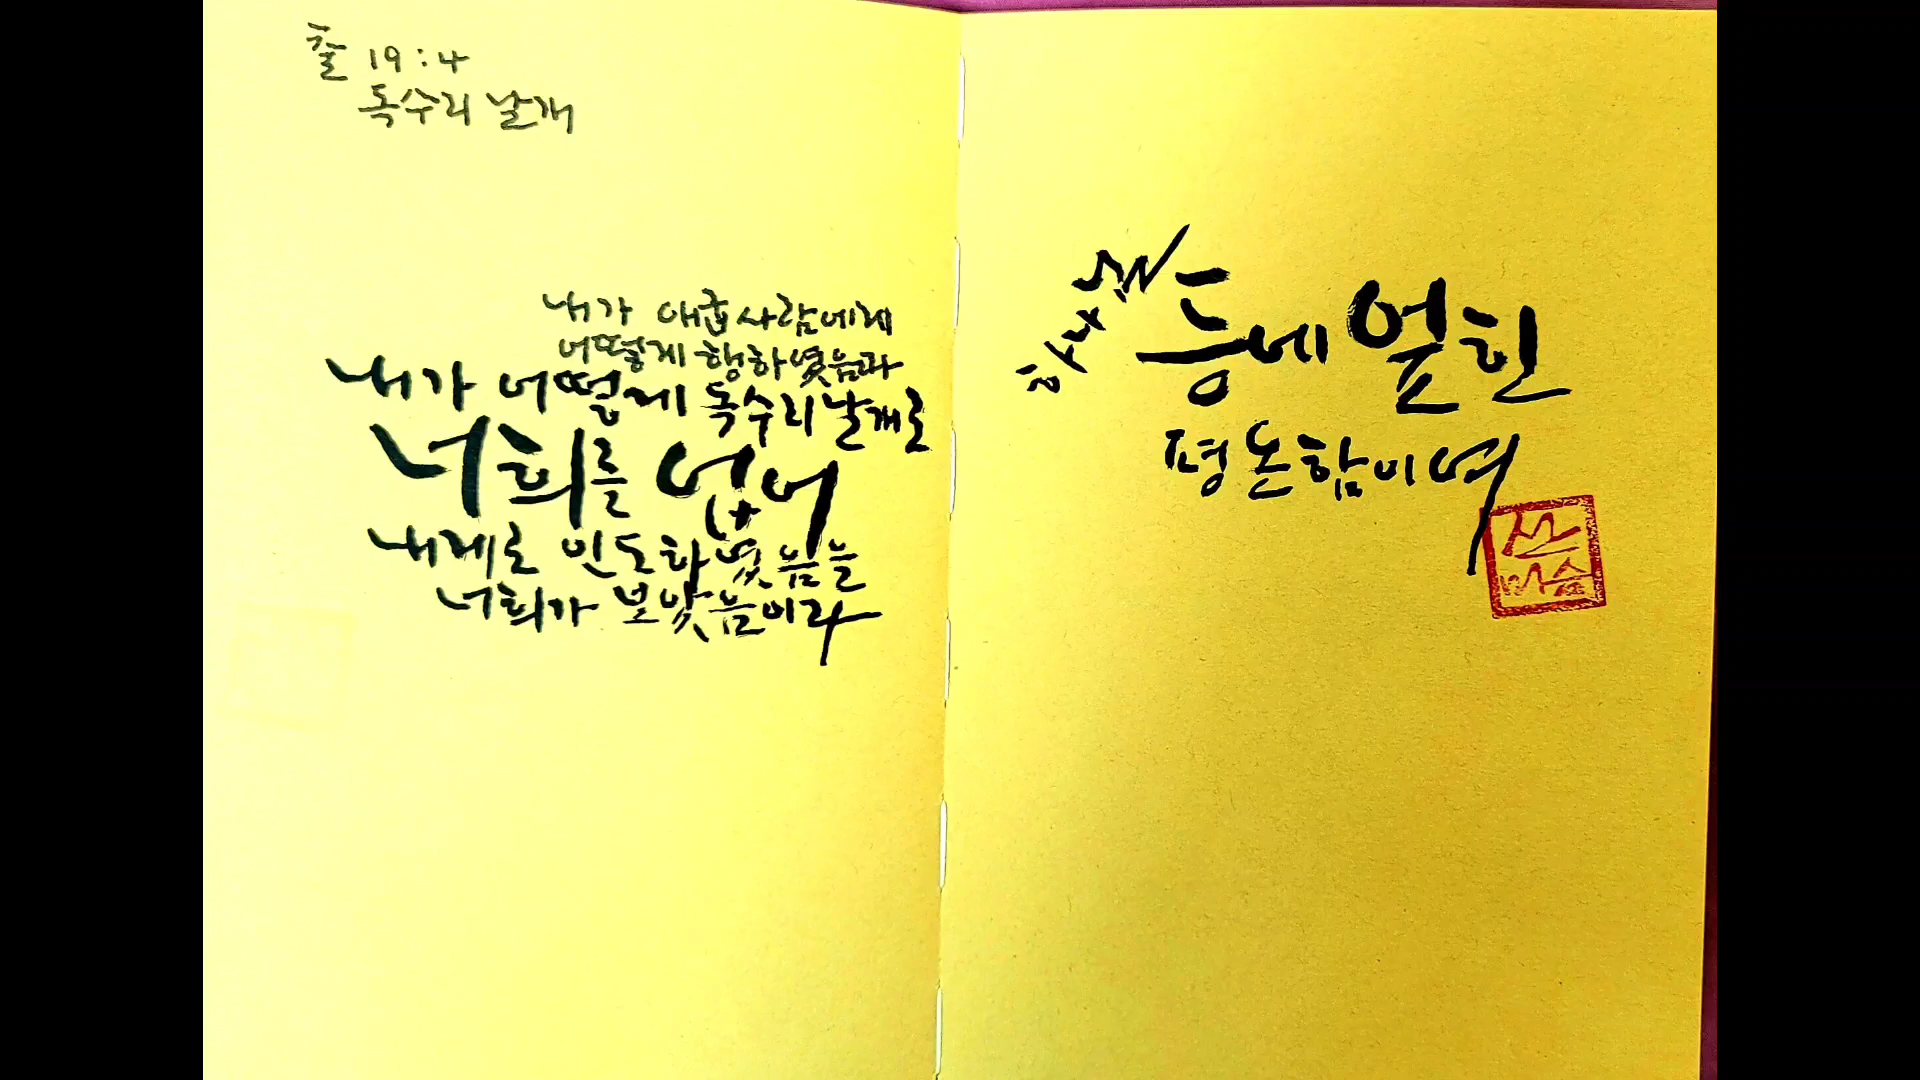 출 19:4
독수리 날개
내가 애굽 사람에게
어떻게 행하였음과
내가 어떻게 독수리 날개로
너희를 업어
내게로 인도하였음을
너희가 보았느니라
등에 엎힌
평온함이여